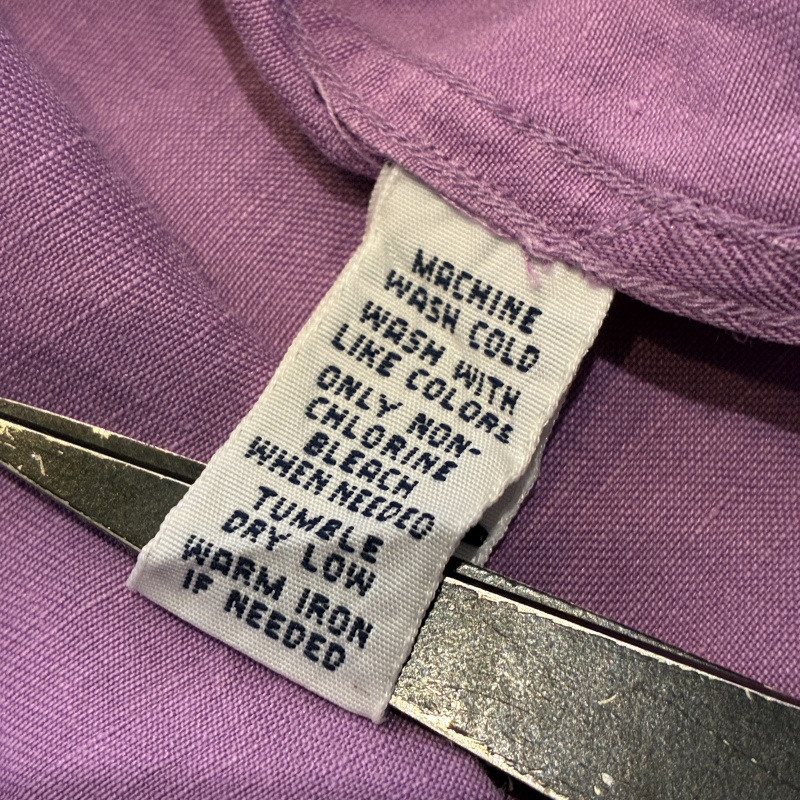 MACHINE
WASH COLD
WASH WITH
LIKE COLORS
ONLY NON-
CHLORINE
BLEACH
WHEN NEEDED
TUMBLE
DRY LOW
WARM IRON
IF NEEDED